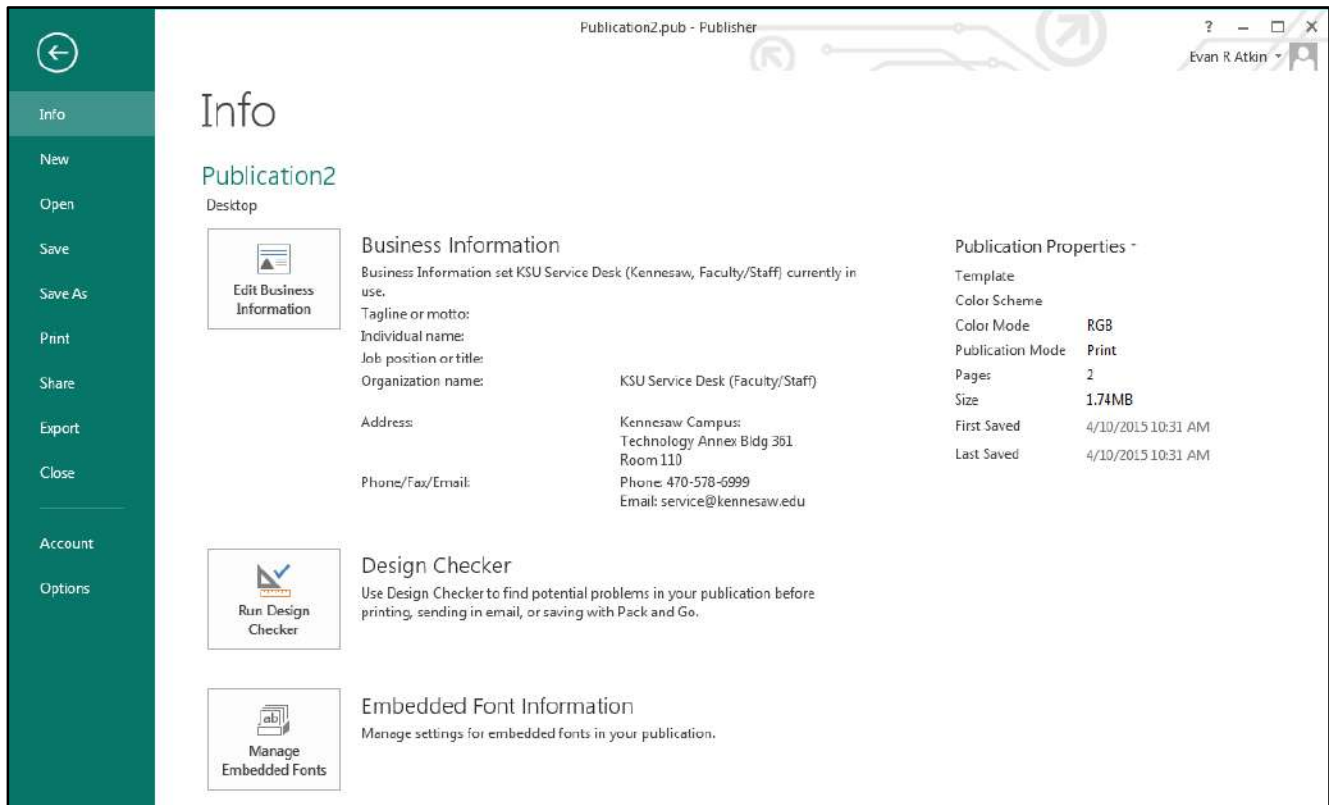 Publication2.pub - Publisher
?
Evan R Atkin
Info
New
Open
Save
Save As
Print
Share
Export
Close
Account
Options
Info
Publication2
Desktop
Edit Business
Information
Business Information
Business Information set KSU Service Desk (Kennesaw, Faculty/Staff) currently in
use.
Tagline or motto:
Individual name:
Job position or title:
Organization name: KSU Service Desk (Faculty/Staff)
Address: Kennesaw Campus:
Technology Annex Bldg 361
Room 110
Phone/Fax/Email: Phone: 470-578-6999
Email: service@kennesaw.edu
Publication Properties
Template
Color Scheme
Color Mode RGB
Publication Mode Print
Pages 2
Size 1.74MB
First Saved 4/10/2015 10:31 AM
Last Saved 4/10/2015 10:31 AM
Run Design
Checker
Design Checker
Use Design Checker to find potential problems in your publication before
printing, sending in email, or saving with Pack and Go.
ab
Manage
Embedded Fonts
Embedded Font Information
Manage settings for embedded fonts in your publication.